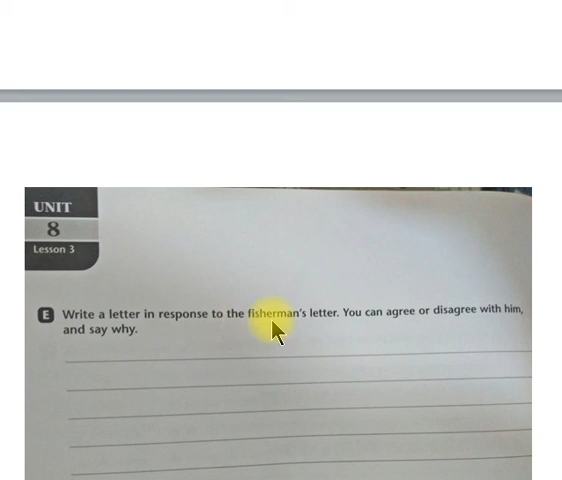 UNIT
8
Lesson 3
E Write a letter in response to the fisherman's letter. You can agree or disagree with him,
and say why.